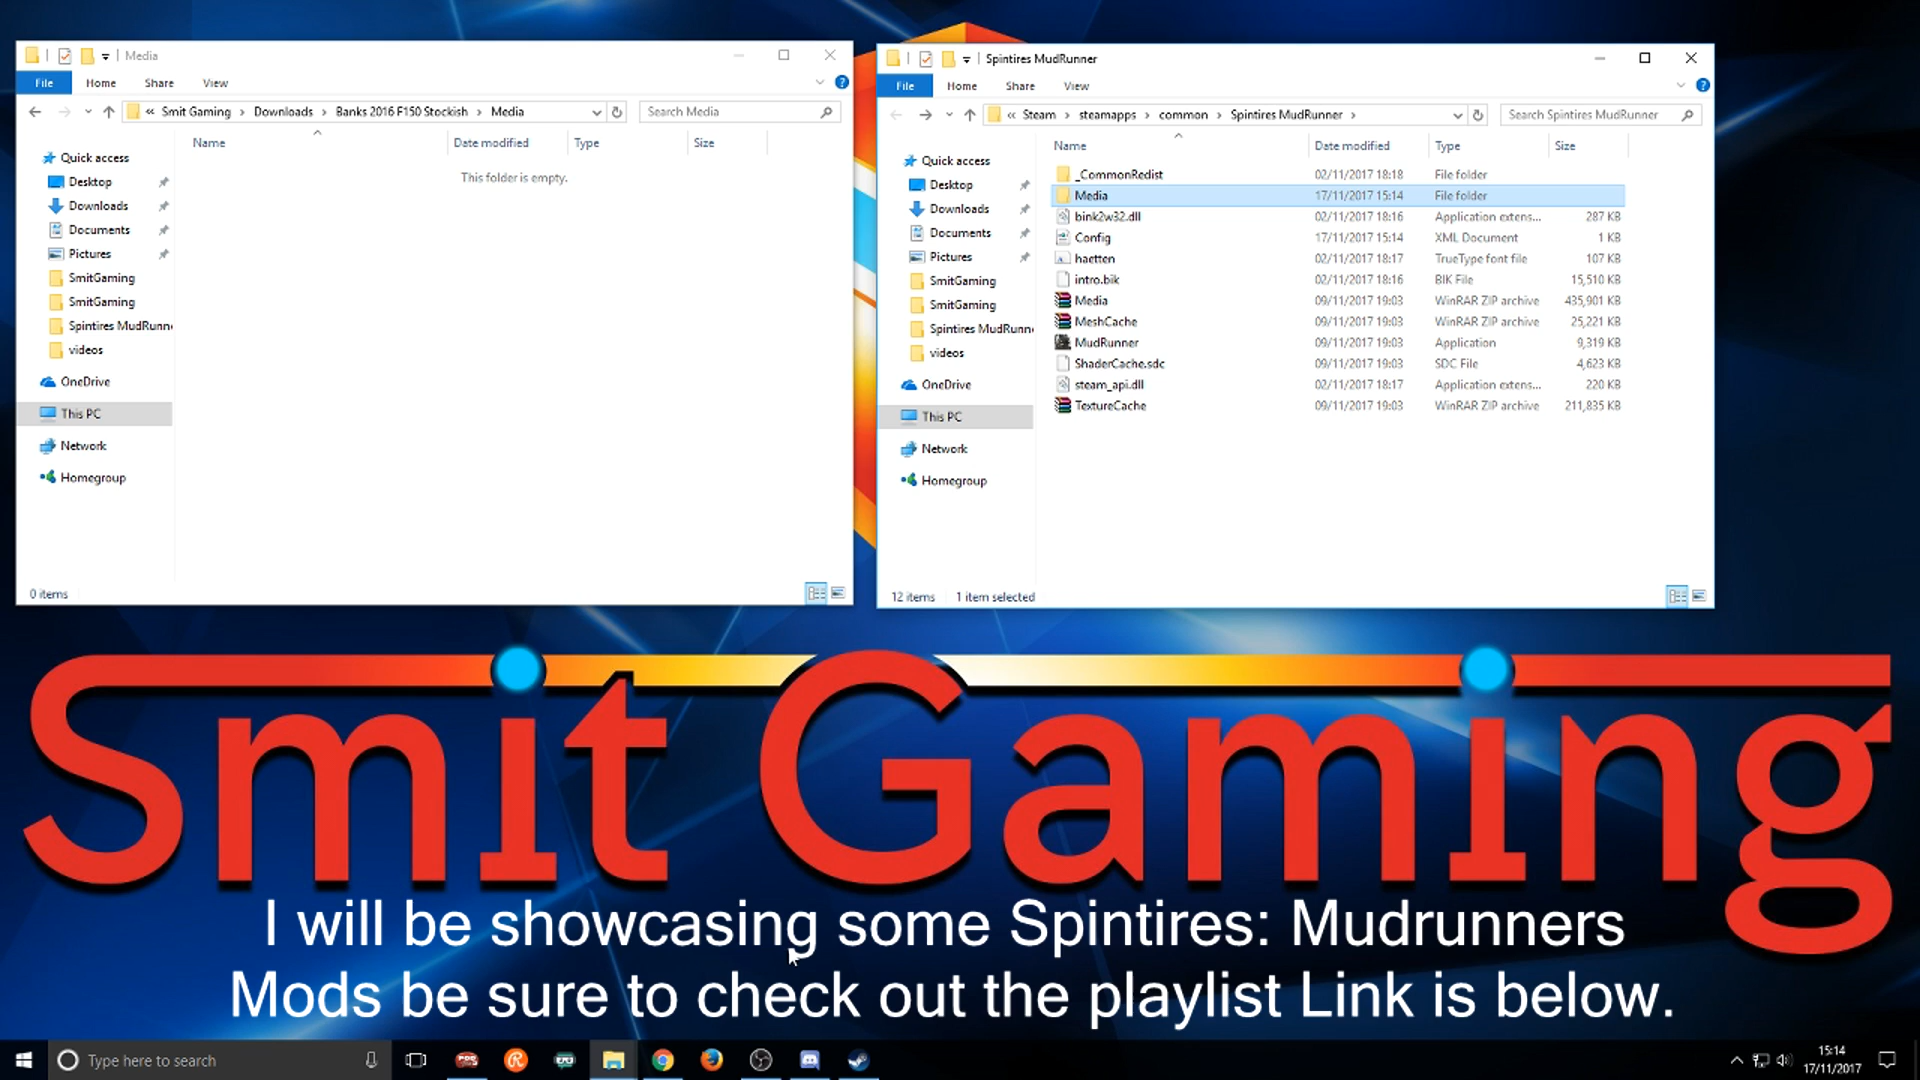 Media
File Home Share View
« Smit Gaming › Downloads › Banks 2016 F150 Stockish › Media
Search Media
Name Date modified Type Size
This folder is empty.
Quick access
Desktop
Downloads
Documents
Pictures
SmitGaming
SmitGaming
Spintires MudRunn
videos
OneDrive
This PC
Network
Homegroup
0 items
Spintires MudRunner
File Home Share View
« Steam › steamapps › common › Spintires MudRunner ›
Search Spintires MudRunner
Name Date modified Type Size
Quick access
Desktop
Downloads
Documents
Pictures
SmitGaming
SmitGaming
Spintires MudRunn
videos
OneDrive
This PC
Network
Homegroup
_CommonRedist 02/11/2017 18:18 File folder
Media 17/11/2017 15:14 File folder
bink2w32.dll 02/11/2017 18:16 Application extens... 287 KB
Config 17/11/2017 15:14 XML Document 1 KB
haetten 02/11/2017 18:17 TrueType font file 107 KB
intro.bik 02/11/2017 18:16 BIK File 15,510 KB
Media 09/11/2017 19:03 WinRAR ZIP archive 435,901 KB
MeshCache 09/11/2017 19:03 WinRAR ZIP archive 25,221 KB
MudRunner 09/11/2017 19:03 Application 9,319 KB
ShaderCache.sdc 09/11/2017 19:03 SDC File 4,623 KB
steam_api.dll 02/11/2017 18:17 Application extens... 220 KB
TextureCache 09/11/2017 19:03 WinRAR ZIP archive 211,835 KB
12 items 1 item selected
Smit Gaming
I will be showcasing some Spintires: Mudrunners
Mods be sure to check out the playlist Link is below.
Type here to search
15:14
17/11/2017